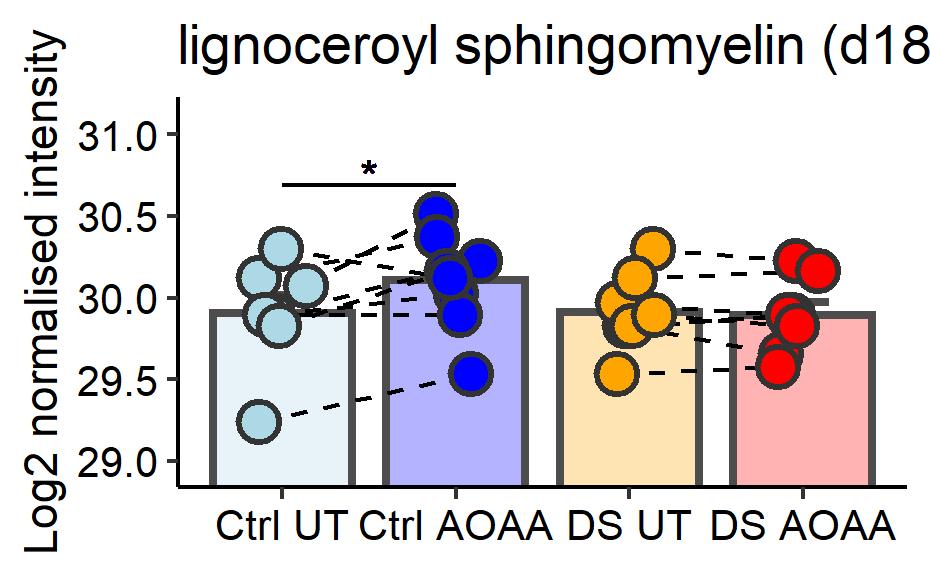 lignoceroyl sphingomyelin (d18
Log2 normalised intensity
31.0
30.5
30.0
29.5
29.0
*
Ctrl UT
Ctrl AOAA
DS UT
DS AOAA